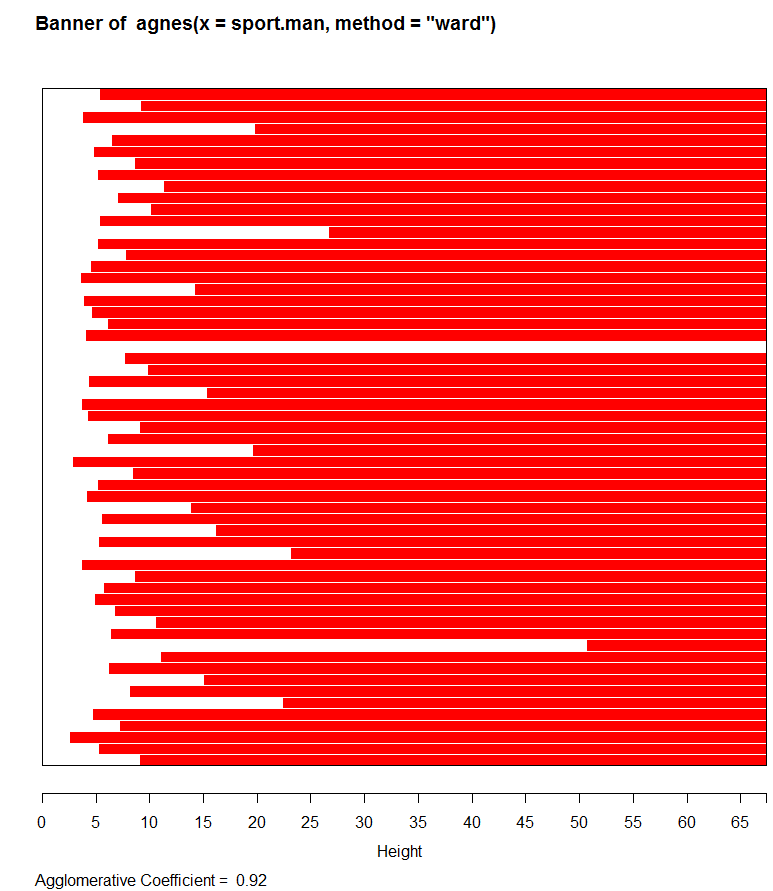 Banner of  agnes(x = sport.man, method = "ward")
0 5 10 15 20 25 30 35 40 45 50 55 60 65
Height
Agglomerative Coefficient =  0.92